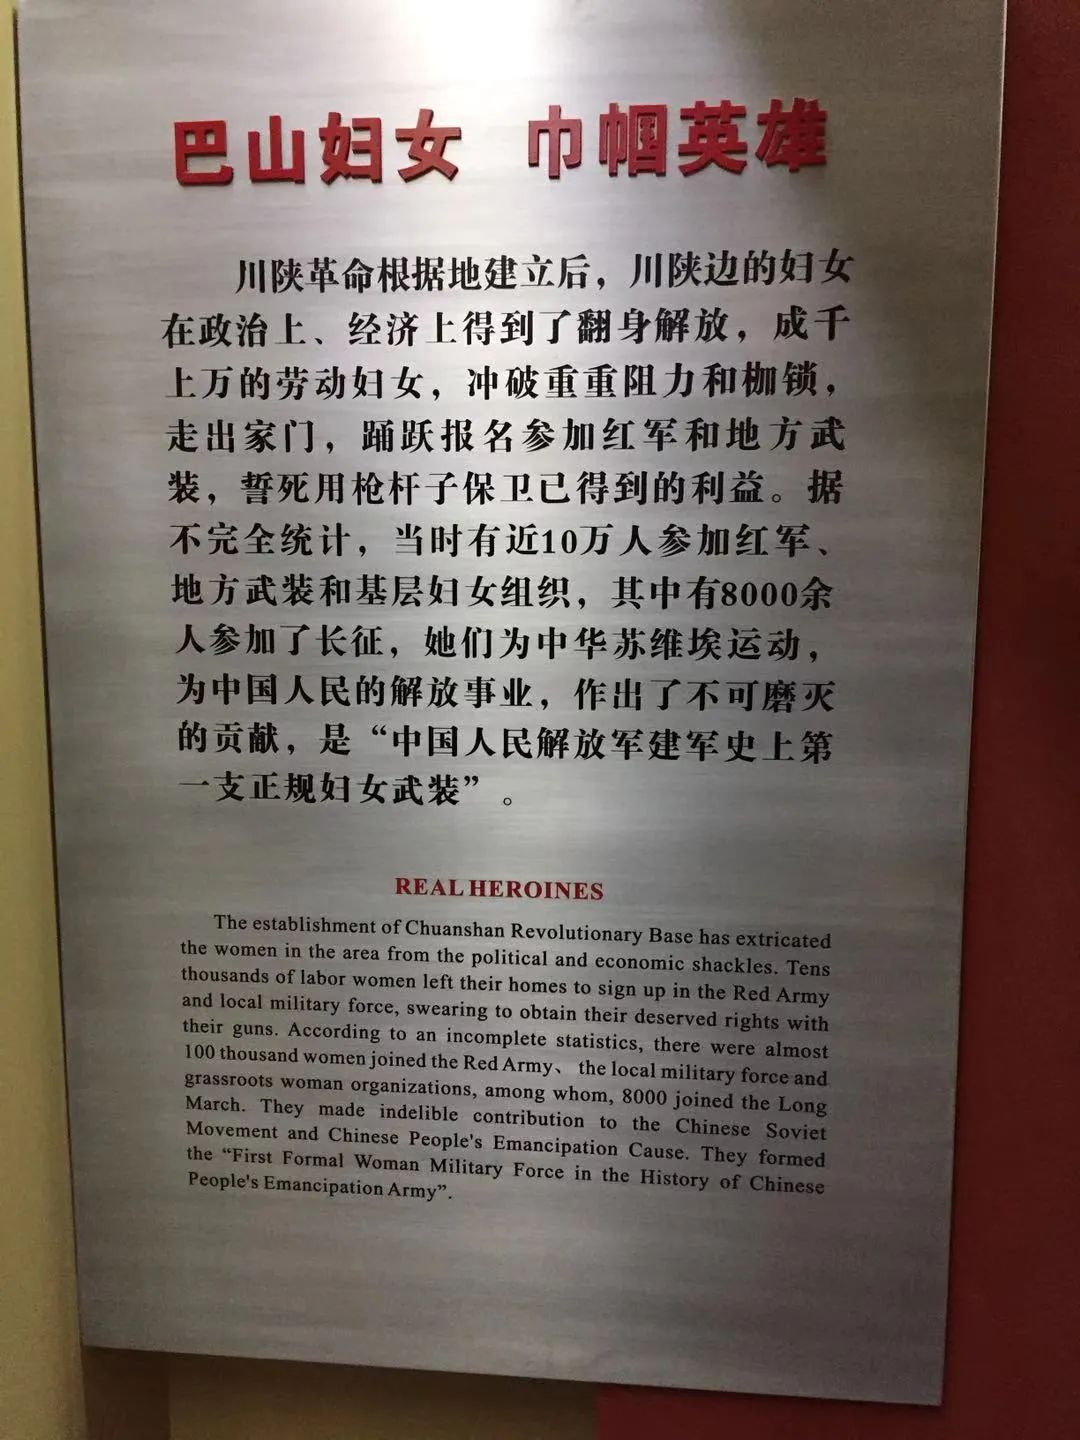 巴山妇女 巾帼英雄
川陕革命根据地建立后，川陕边的妇女
在政治上、经济上得到了翻身解放，成千
上万的劳动妇女，冲破重重阻力和枷锁，
走出家门，踊跃报名参加红军和地方武
装，誓死用枪杆子保卫已得到的利益。据
不完全统计，当时有近10万人参加红军、
地方武装和基层妇女组织，其中有8000余
人参加了长征，她们为中华苏维埃运动，
为中国人民的解放事业，作出了不可磨灭
的贡献，是“中国人民解放军建军史上第
一支正规妇女武装”。
REAL HEROINES
The establishment of Chuanshan Revolutionary Base has extricated
the women in the area from the political and economic shackles. Tens
thousands of labor women left their homes to sign up in the Red Army
and local military force, swearing to obtain their deserved rights with
their guns. According to an incomplete statistics, there were almost
100 thousand women joined the Red Army、 the local military force and
grassroots woman organizations, among whom, 8000 joined the Long
March. They made indelible contribution to the Chinese Soviet
Movement and Chinese People's Emancipation Cause. They formed
the “First Formal Woman Military Force in the History of Chinese
People's Emancipation Army”.